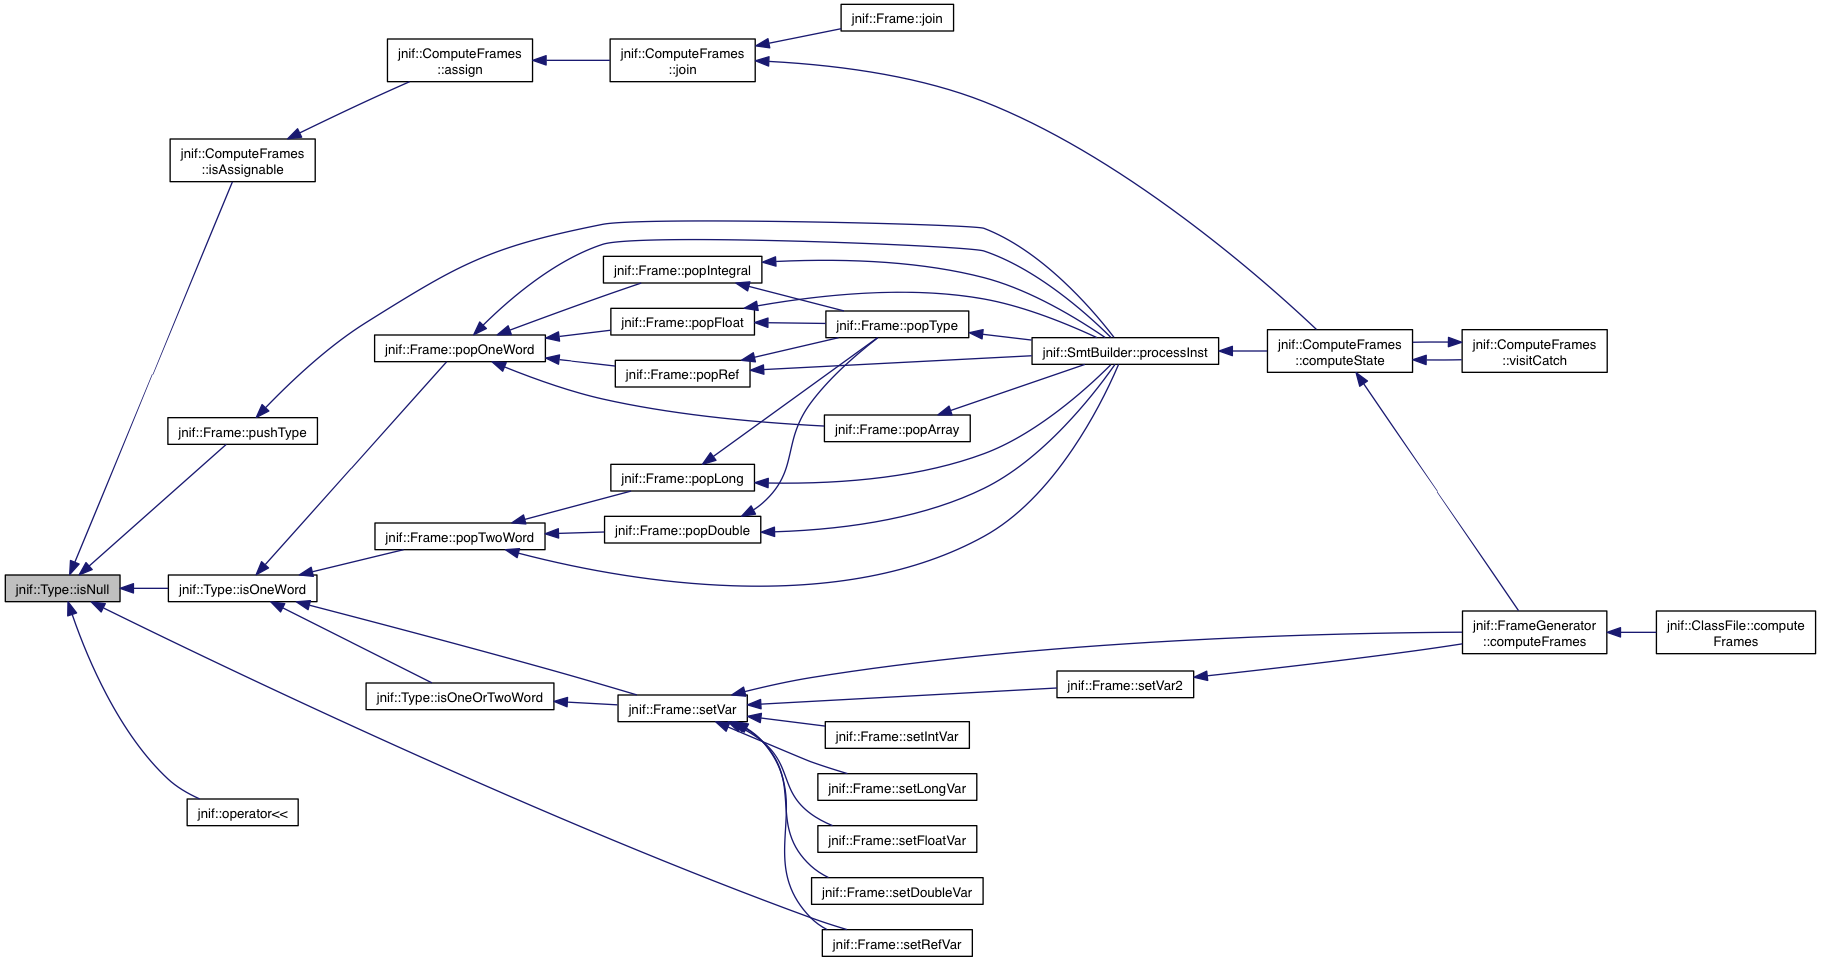 jnif::Frame::join
jnif::ComputeFrames
::assign
jnif::ComputeFrames
::join
jnif::ComputeFrames
::isAssignable
jnif::Frame::popIntegral
jnif::Frame::popFloat
jnif::Frame::popType
jnif::Frame::popOneWord
jnif::SmtBuilder::processInst
jnif::ComputeFrames
::computeState
jnif::ComputeFrames
::visitCatch
jnif::Frame::popRef
jnif::Frame::pushType
jnif::Frame::popArray
jnif::Frame::popLong
jnif::Frame::popTwoWord
jnif::Frame::popDouble
jnif::Type::isNull
jnif::Type::isOneWord
jnif::FrameGenerator
::computeFrames
jnif::ClassFile::compute
Frames
jnif::Type::isOneOrTwoWord
jnif::Frame::setVar
jnif::Frame::setVar2
jnif::Frame::setIntVar
jnif::Frame::setLongVar
jnif::operator<<
jnif::Frame::setFloatVar
jnif::Frame::setDoubleVar
jnif::Frame::setRefVar